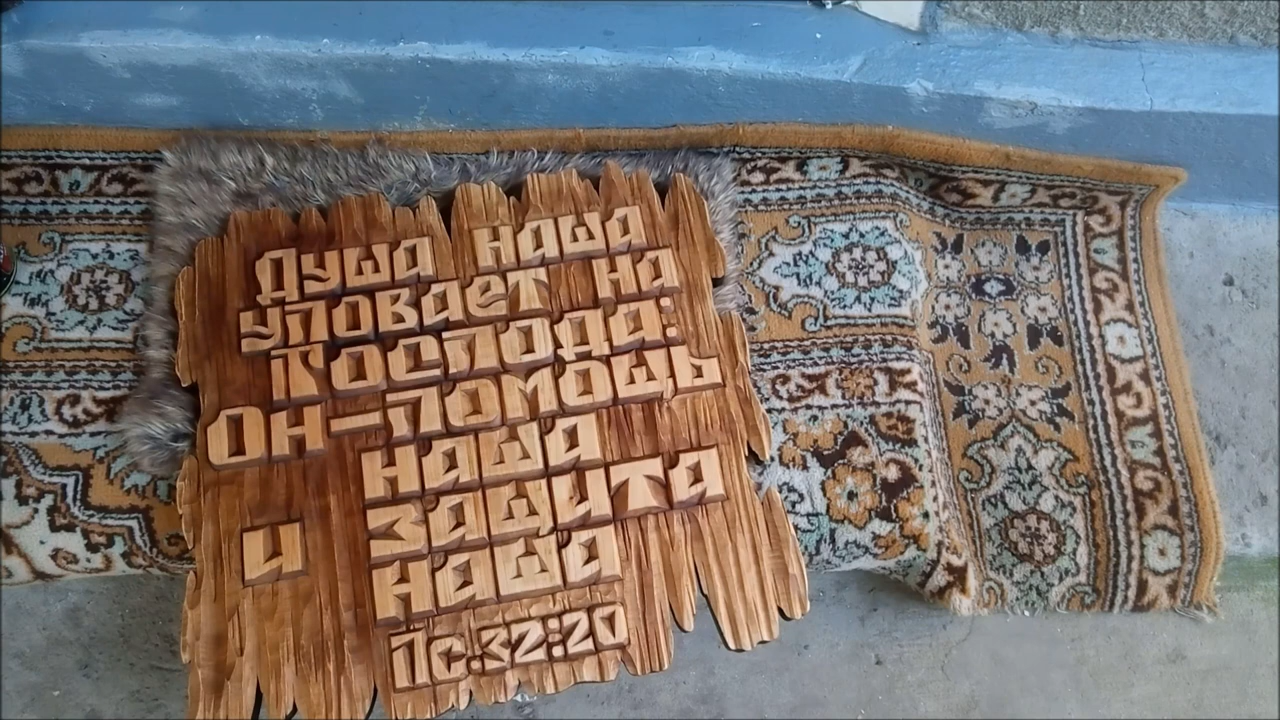 Душа наша
уповает на
Господа:
Он-помощь
наша
и защита
наша
Пс:32:20